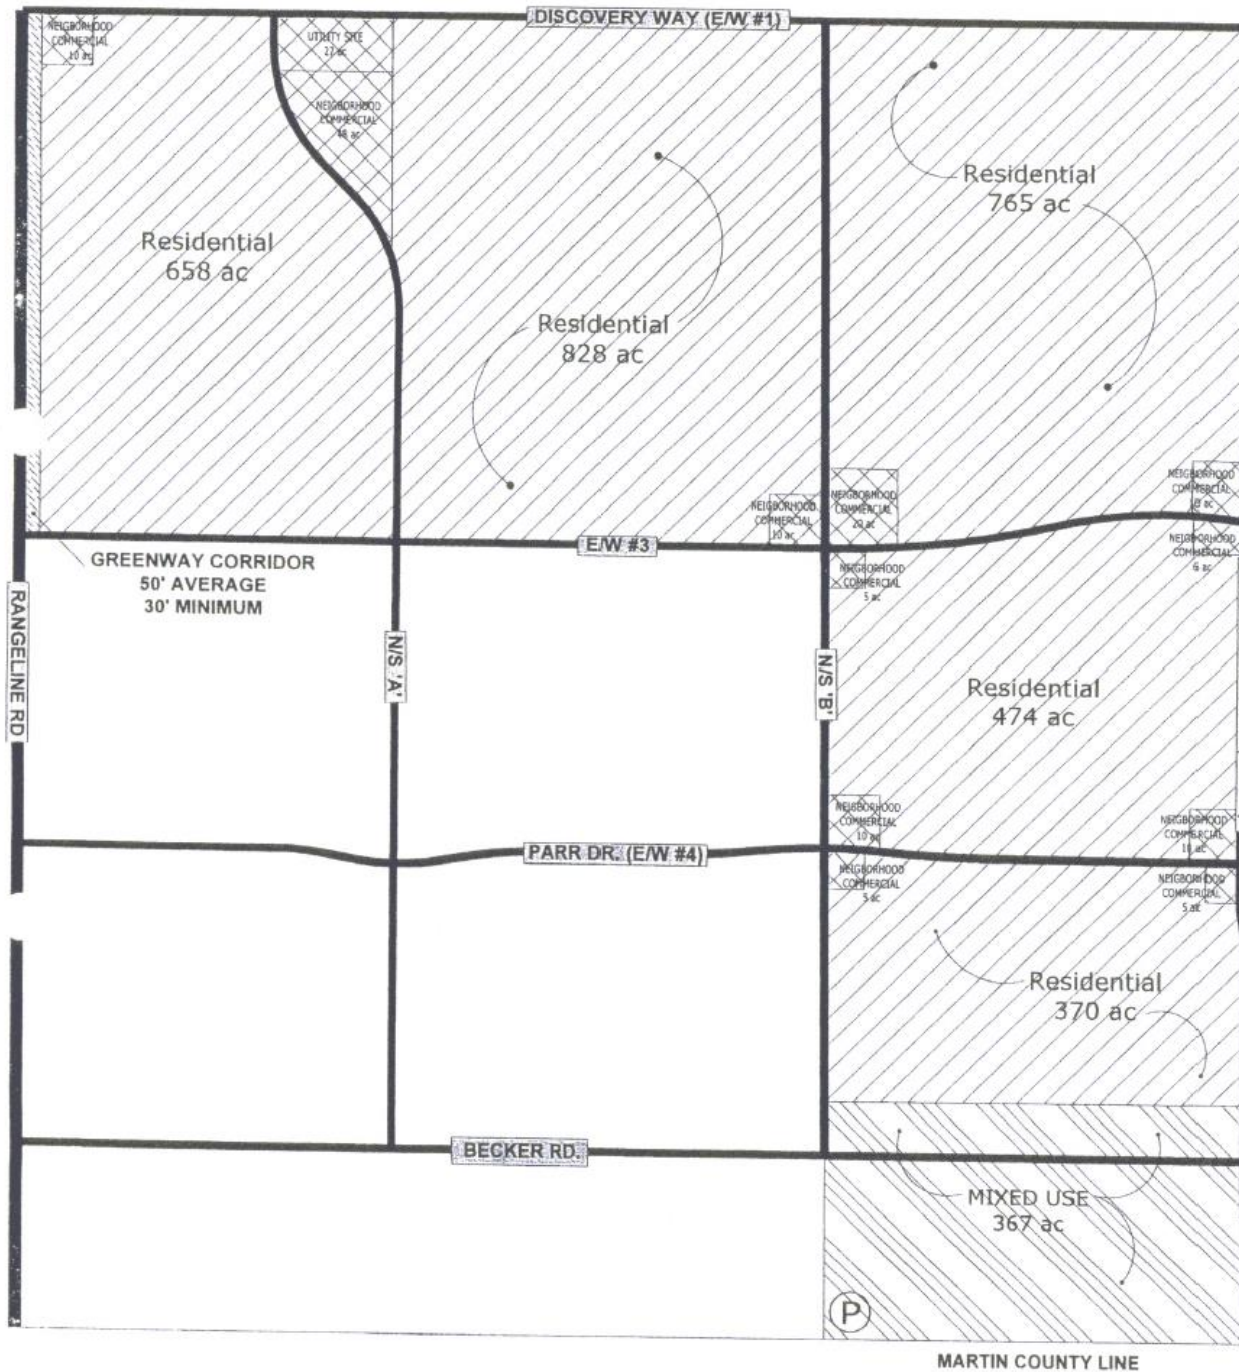 DISCOVERY WAY (E/W #1)
NEIGBORHOOD
COMMERCIAL
10 ac
UTILITY SITE
NEIGBORHOOD
COMMERCIAL
Residential
658 ac
Residential
828 ac
Residential
765 ac
NEIGBORHOOD
COMMERCIAL
10 ac
NEIGBORHOOD
COMMERCIAL
20 ac
NEIGBORHOOD
COMMERCIAL
NEIGBORHOOD
COMMERCIAL
6 ac
E/W #3
GREENWAY CORRIDOR
50' AVERAGE
30' MINIMUM
NEIGBORHOOD
COMMERCIAL
5 ac
RANGELINE RD
N/S 'A'
N/S 'B'
Residential
474 ac
NEIGBORHOOD
COMMERCIAL
10 ac
NEIGBORHOOD
COMMERCIAL
10 ac
PARR DR. (E/W #4)
NEIGBORHOOD
COMMERCIAL
5 ac
NEIGBORHOOD
COMMERCIAL
5 ac
Residential
370 ac
BECKER RD.
MIXED USE
367 ac
P
MARTIN COUNTY LINE